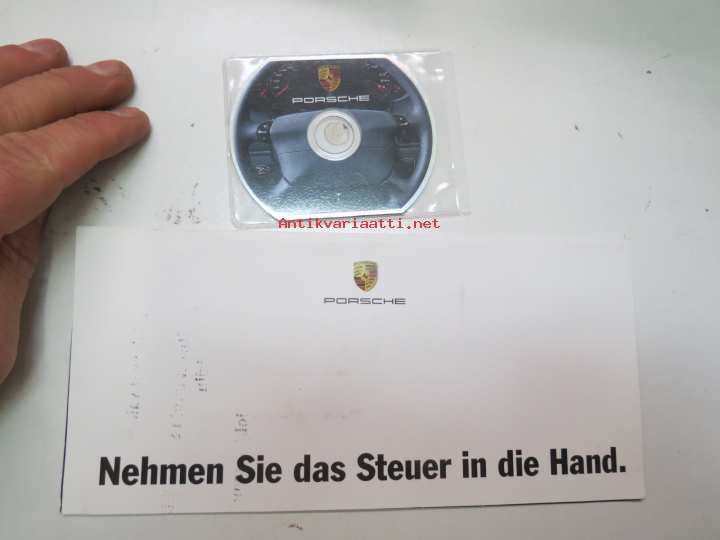 PORSCHE
Antikvariaatti.net
PORSCHE
Nehmen Sie das Steuer in die Hand.